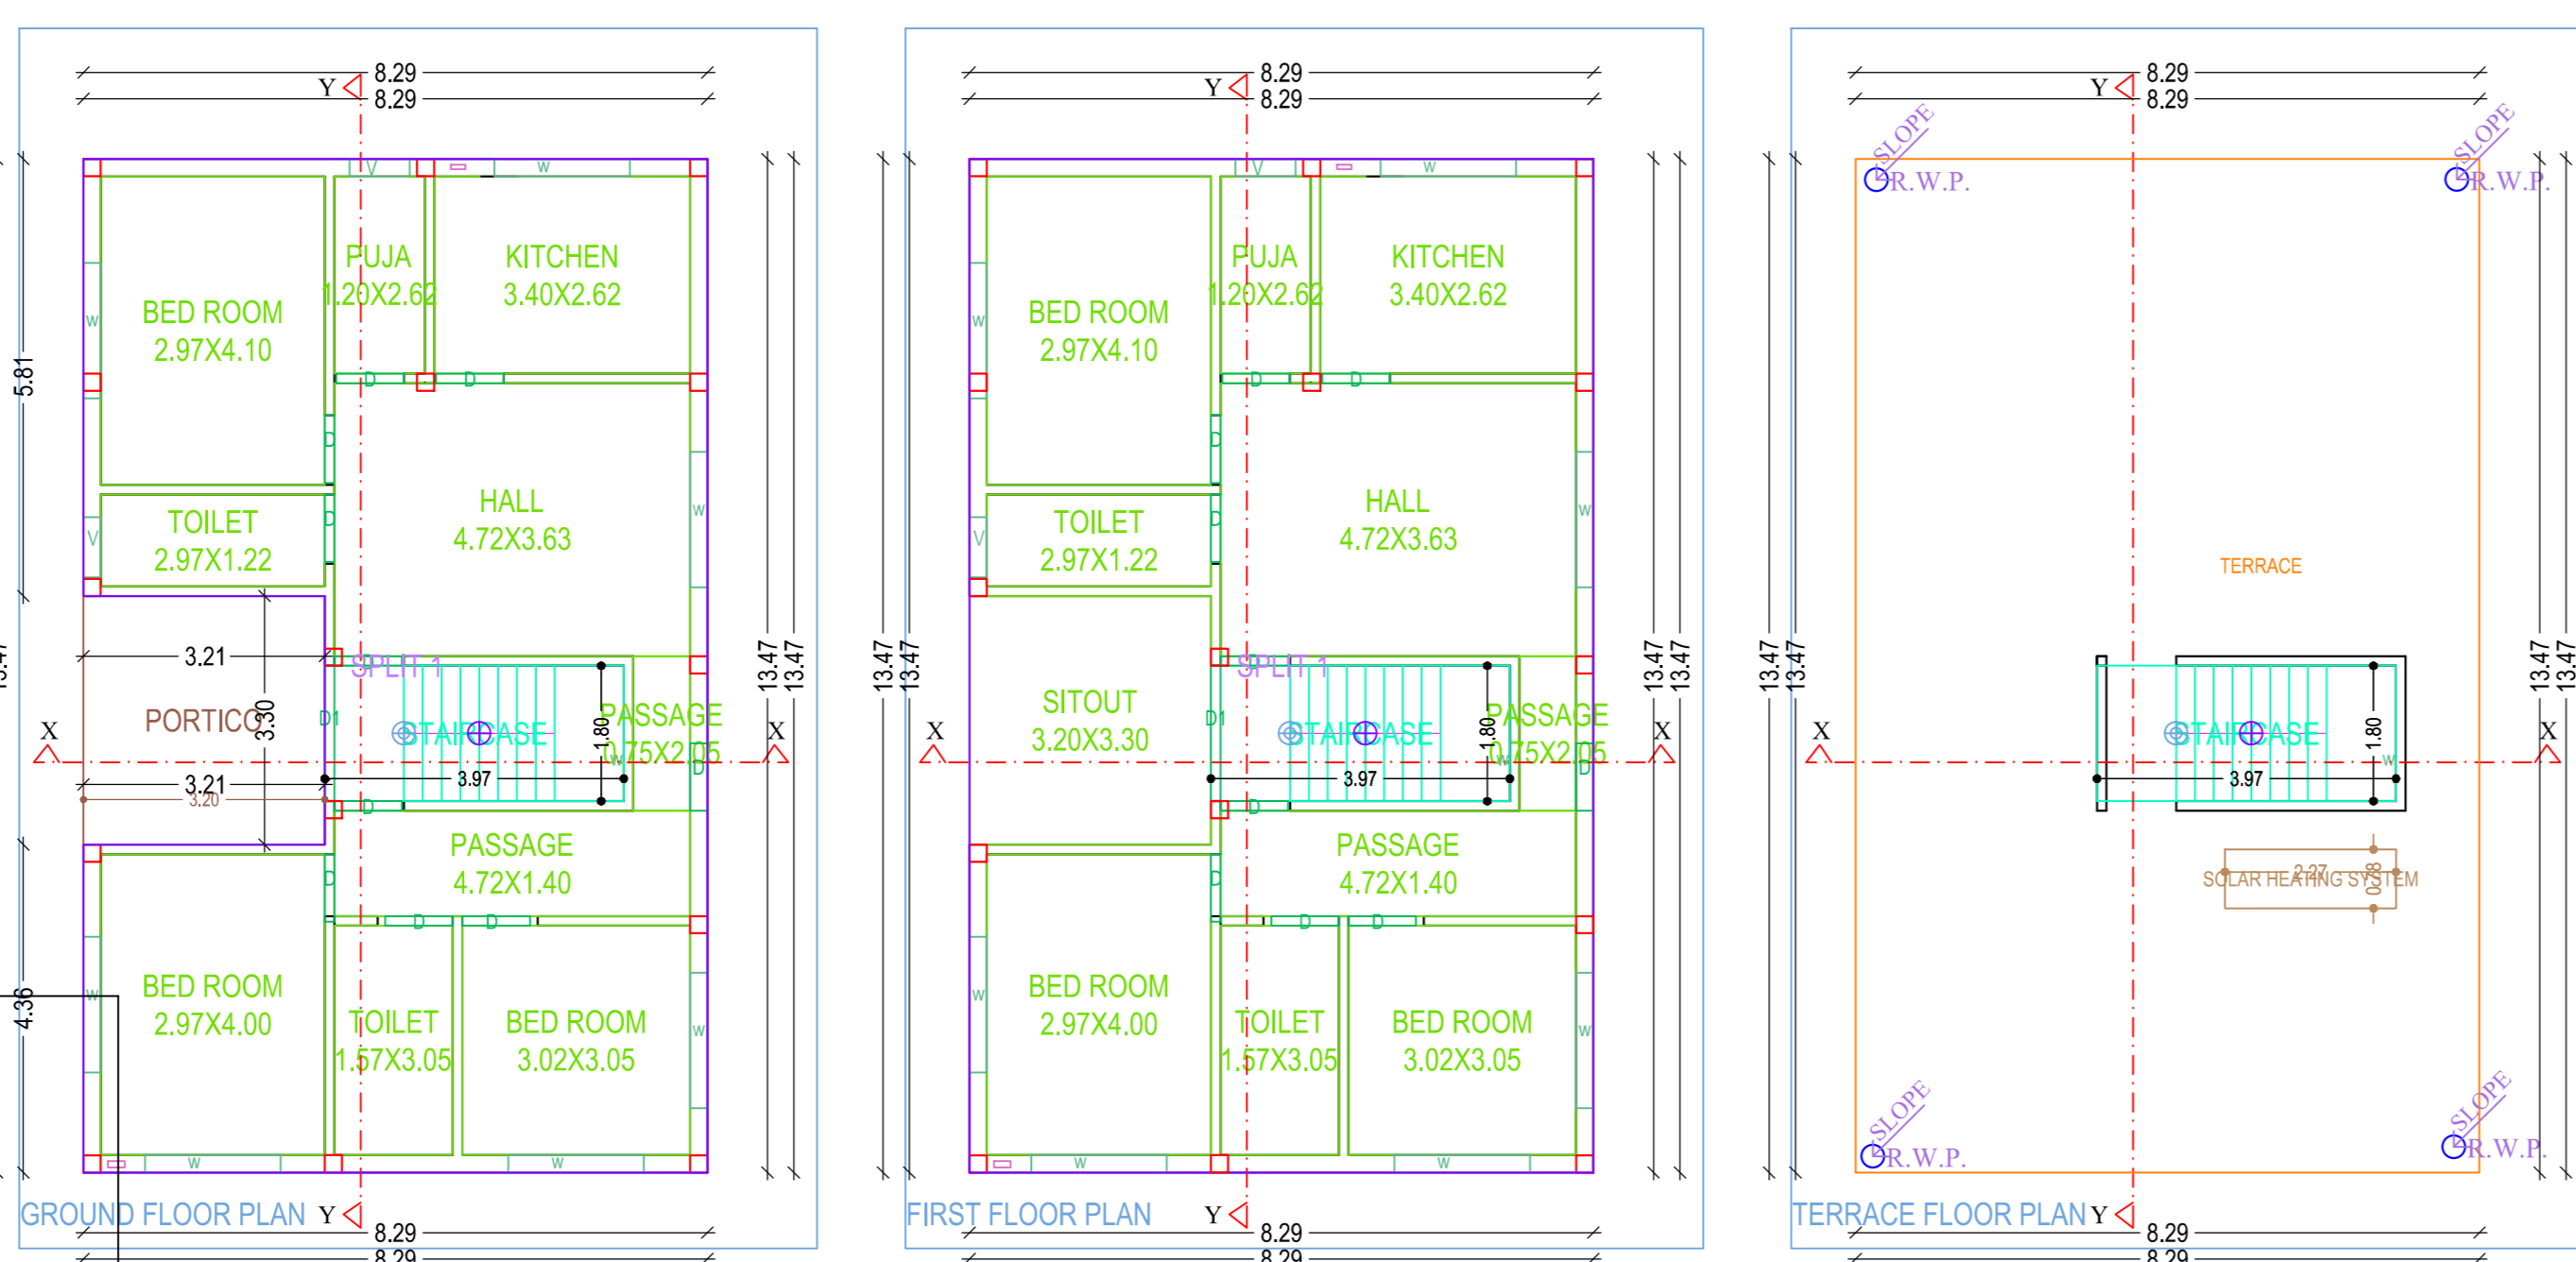 8.29
Y
8.29
V
W
PUJA
1.20X2.62
KITCHEN
3.40X2.62
BED ROOM
2.97X4.10
W
5.81
D
D
D
HALL
4.72X3.63
W
D
TOILET
2.97X1.22
V
13.47
3.21
SPLIT 1
D
PORTICO
3.30
D1
STAIRCASE
1.80
PASSAGE
0.75X2.05
W
D
X
X
3.97
3.21
3.20
D
13.47
13.47
PASSAGE
4.72X1.40
D
D
D
BED ROOM
2.97X4.00
W
4.36
TOILET
1.57X3.05
BED ROOM
3.02X3.05
W
W
W
GROUND FLOOR PLAN
Y
8.29
8.29
8.29
Y
8.29
V
W
PUJA
1.20X2.62
KITCHEN
3.40X2.62
BED ROOM
2.97X4.10
W
D
D
D
HALL
4.72X3.63
W
D
TOILET
2.97X1.22
13.47
13.47
SPLIT 1
SITOUT
3.20X3.30
D1
STAIRCASE
1.80
PASSAGE
0.75X2.05
W
D
X
X
3.97
D
13.47
13.47
PASSAGE
4.72X1.40
D
D
D
BED ROOM
2.97X4.00
W
TOILET
1.57X3.05
BED ROOM
3.02X3.05
W
W
W
FIRST FLOOR PLAN
Y
8.29
8.29
8.29
Y
8.29
SLOPE
R.W.P.
SLOPE
R.W.P.
TERRACE
13.47
13.47
STAIRCASE
1.80
W
X
X
3.97
13.47
13.47
2.27
0.78
SOLAR HEATING SYSTEM
SLOPE
R.W.P.
SLOPE
R.W.P.
TERRACE FLOOR PLAN
Y
8.29
8.29